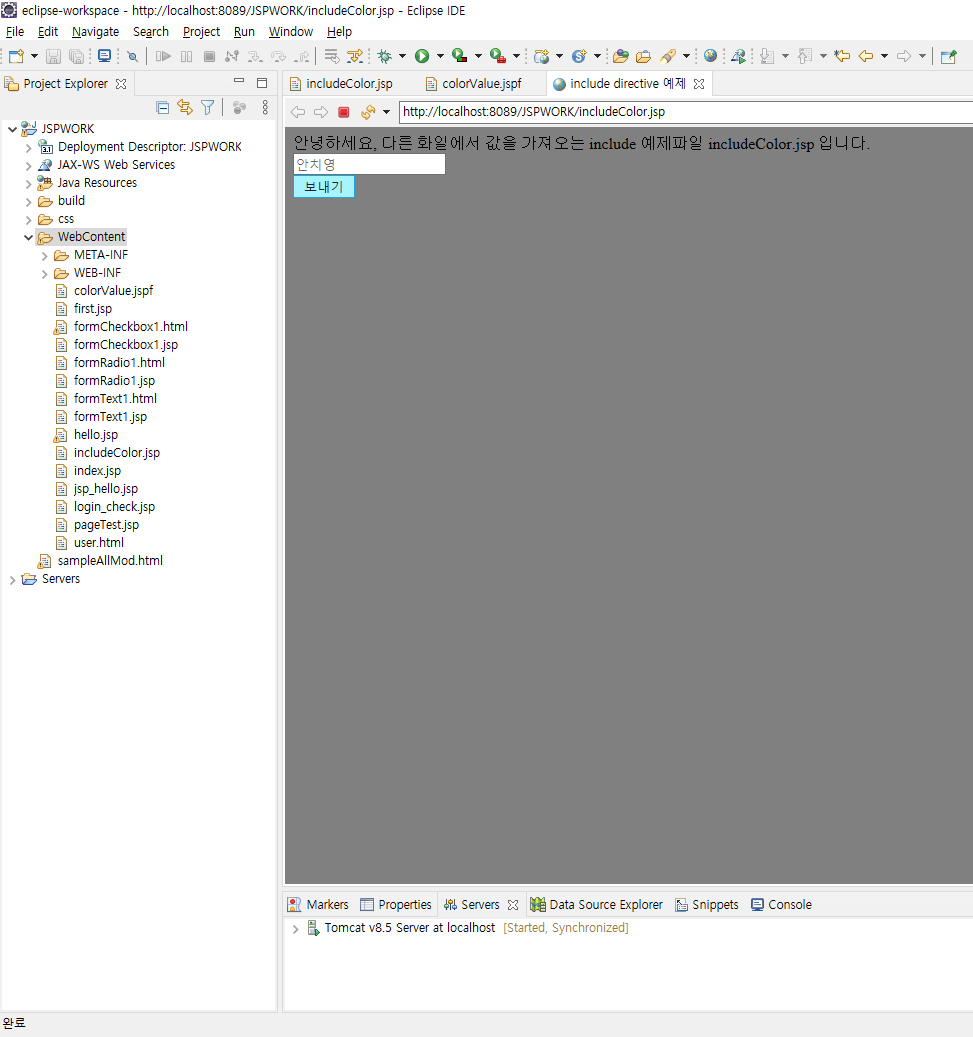 eclipse-workspace - http://localhost:8089/JSPWORK/includeColor.jsp - Eclipse IDE
File Edit Navigate Search Project Run Window Help
Project Explorer
JSPWORK
Deployment Descriptor: JSPWORK
JAX-WS Web Services
Java Resources
build
css
WebContent
META-INF
WEB-INF
colorValue.jspf
first.jsp
formCheckbox1.html
formCheckbox1.jsp
formRadio1.html
formRadio1.jsp
formText1.html
formText1.jsp
hello.jsp
includeColor.jsp
index.jsp
jsp_hello.jsp
login_check.jsp
pageTest.jsp
user.html
sampleAllMod.html
Servers
includeColor.jsp colorValue.jspf include directive 예제
http://localhost:8089/JSPWORK/includeColor.jsp
안녕하세요, 다른 화일에서 값을 가져오는 include 예제파일 includeColor.jsp 입니다.
안치영
보내기
Markers Properties Servers Data Source Explorer Snippets Console
Tomcat v8.5 Server at localhost [Started, Synchronized]
완료